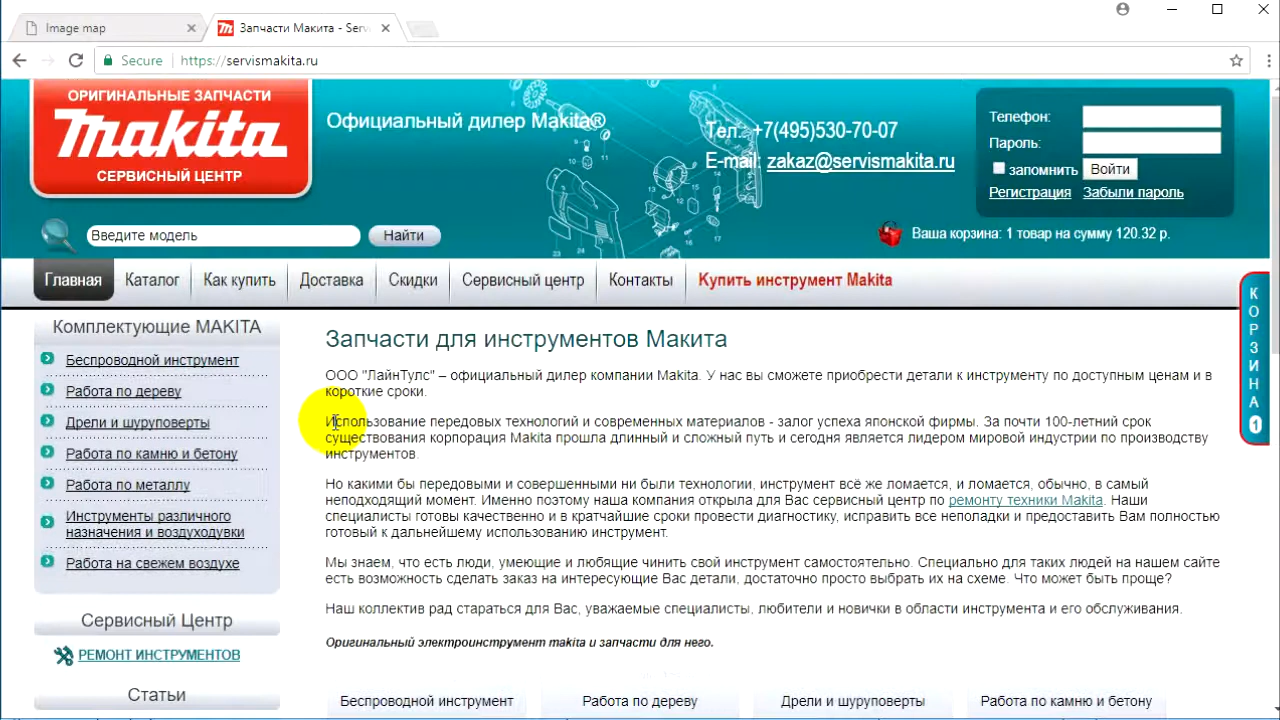 Image map
Запчасти Макита - Serv
Secure
https://servismakita.ru
ОРИГИНАЛЬНЫЕ ЗАПЧАСТИ
makita
СЕРВИСНЫЙ ЦЕНТР
Официальный дилер Makita®
Тел.: +7(495)530-70-07
E-mail: zakaz@servismakita.ru
Телефон:
Пароль:
запомнить
Войти
Регистрация
Забыли пароль
Введите модель
Найти
Ваша корзина: 1 товар на сумму 120.32 р.
Главная
Каталог
Как купить
Доставка
Скидки
Сервисный центр
Контакты
Купить инструмент Makita
КОРЗИНА
1
Комплектующие MAKITA
Беспроводной инструмент
Работа по дереву
Дрели и шуруповерты
Работа по камню и бетону
Работа по металлу
Инструменты различного
назначения и воздуходувки
Работа на свежем воздухе
Сервисный Центр
РЕМОНТ ИНСТРУМЕНТОВ
Статьи
Запчасти для инструментов Макита
ООО "ЛайнТулс" – официальный дилер компании Makita. У нас вы сможете приобрести детали к инструменту по доступным ценам и в
короткие сроки.
Использование передовых технологий и современных материалов - залог успеха японской фирмы. За почти 100-летний срок
существования корпорация Makita прошла длинный и сложный путь и сегодня является лидером мировой индустрии по производству
инструментов.
Но какими бы передовыми и совершенными ни были технологии, инструмент всё же ломается, и ломается, обычно, в самый
неподходящий момент. Именно поэтому наша компания открыла для Вас сервисный центр по ремонту техники Makita. Наши
специалисты готовы качественно и в кратчайшие сроки провести диагностику, исправить все неполадки и предоставить Вам полностью
готовый к дальнейшему использованию инструмент.
Мы знаем, что есть люди, умеющие и любящие чинить свой инструмент самостоятельно. Специально для таких людей на нашем сайте
есть возможность сделать заказ на интересующие Вас детали, достаточно просто выбрать их на схеме. Что может быть проще?
Наш коллектив рад стараться для Вас, уважаемые специалисты, любители и новички в области инструмента и его обслуживания.
Оригинальный электроинструмент makita и запчасти для него.
Беспроводной инструмент
Работа по дереву
Дрели и шуруповерты
Работа по камню и бетону